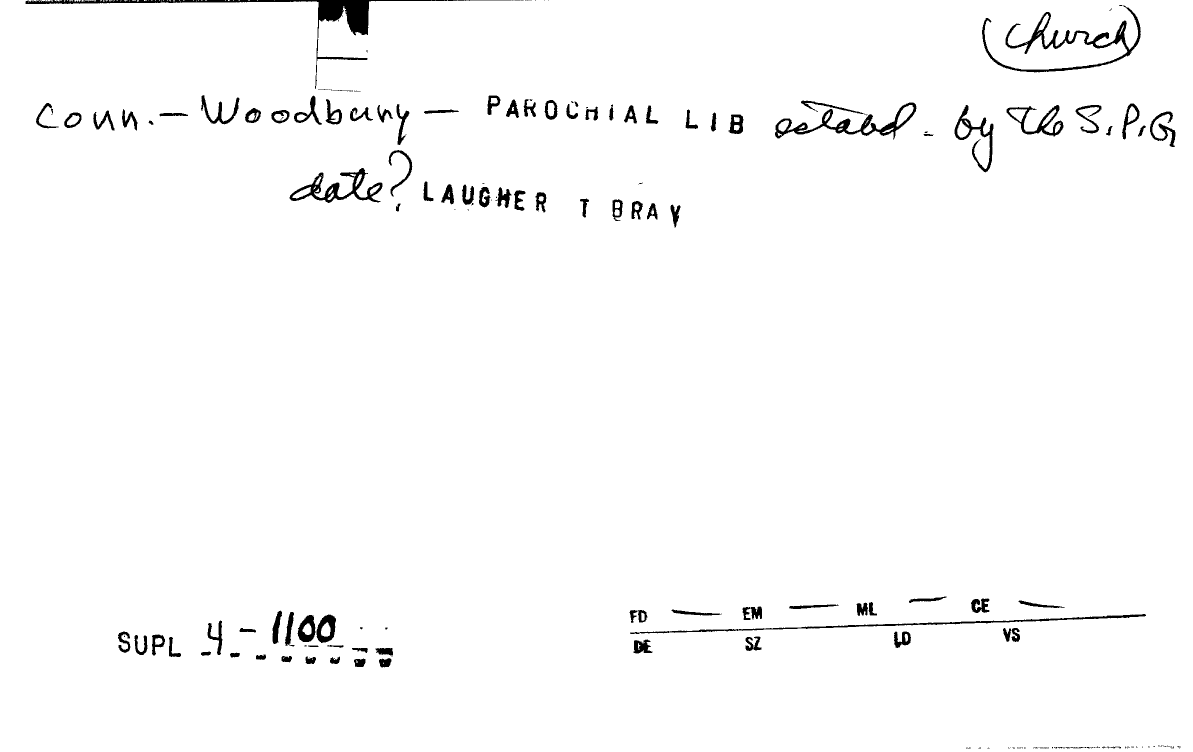 (Church)
Conn. — Woodbury — PAROCHIAL LIB estabd. by the S.P.G
date? LAUGHER T BRAY
FD — EM — ML — CE —
SUPL 4-1100
DE SZ LD VS